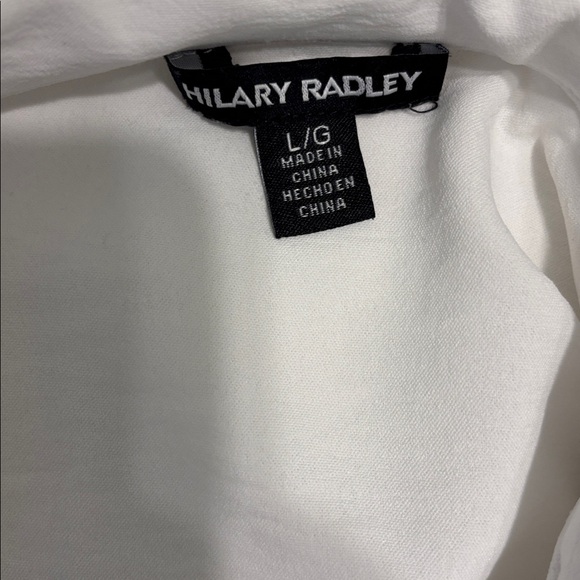 HILARY RADLEY
L/G
MADE IN
CHINA
HECHO EN
CHINA